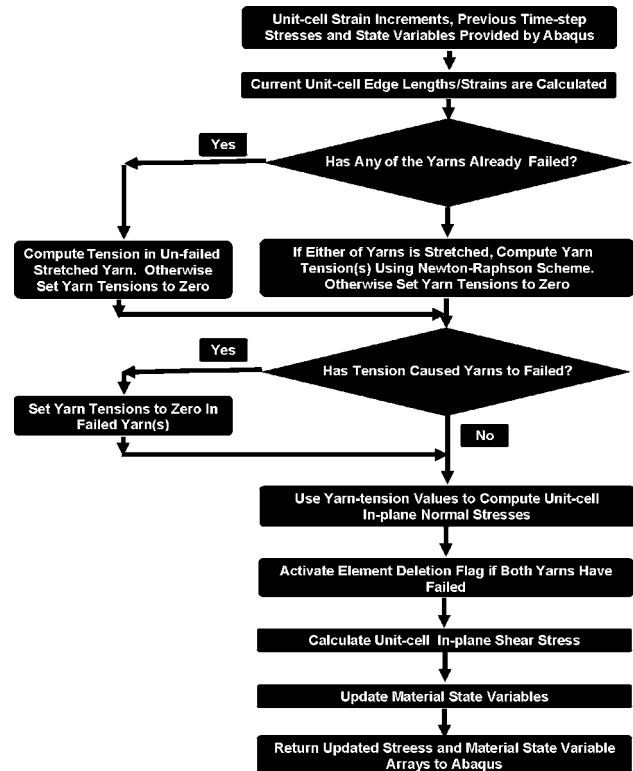 Unit-cell Strain Increments, Previous Time-step
Stresses and State Variables Provided by Abaqus
Current Unit-cell Edge Lengths/Strains are Calculated
Yes
Has Any of the Yarns Already Failed?
Compute Tension in Un-failed
Stretched Yarn. Otherwise
Set Yarn Tensions to Zero
If Either of Yarns is Stretched, Compute Yarn
Tension(s) Using Newton-Raphson Scheme.
Otherwise Set Yarn Tensions to Zero
Yes
Has Tension Caused Yarns to Failed?
Set Yarn Tensions to Zero In
Failed Yarn(s)
No
Use Yarn-tension Values to Compute Unit-cell
In-plane Normal Stresses
Activate Element Deletion Flag if Both Yarns Have
Failed
Calculate Unit-cell In-plane Shear Stress
Update Material State Variables
Return Updated Streess and Material State Variable
Arrays to Abaqus